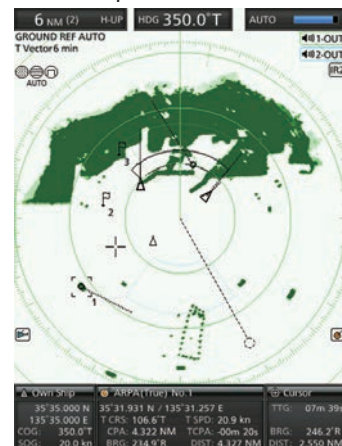 6 NM (2) H-UP HDG 350.0°T AUTO
GROUND REF AUTO
T Vector6 min
AUTO
1-OUT
2-OUT
IR2
3
2
1
Own Ship
35°35.000 N
135°35.000 E
COG: 350.0°T
SOG: 20.0 kn
ARPA(True) No.1
35°31.931 N / 135°31.257 E
T CRS: 106.6°T T SPD: 20.9 kn
CPA: 4.322 NM TCPA: -00m 20s
BRG: 234.9°R DIST: 4.327 NM
Cursor
TTG: 07m 39s
BRG: 246.2°R
DIST: 2.550 NM